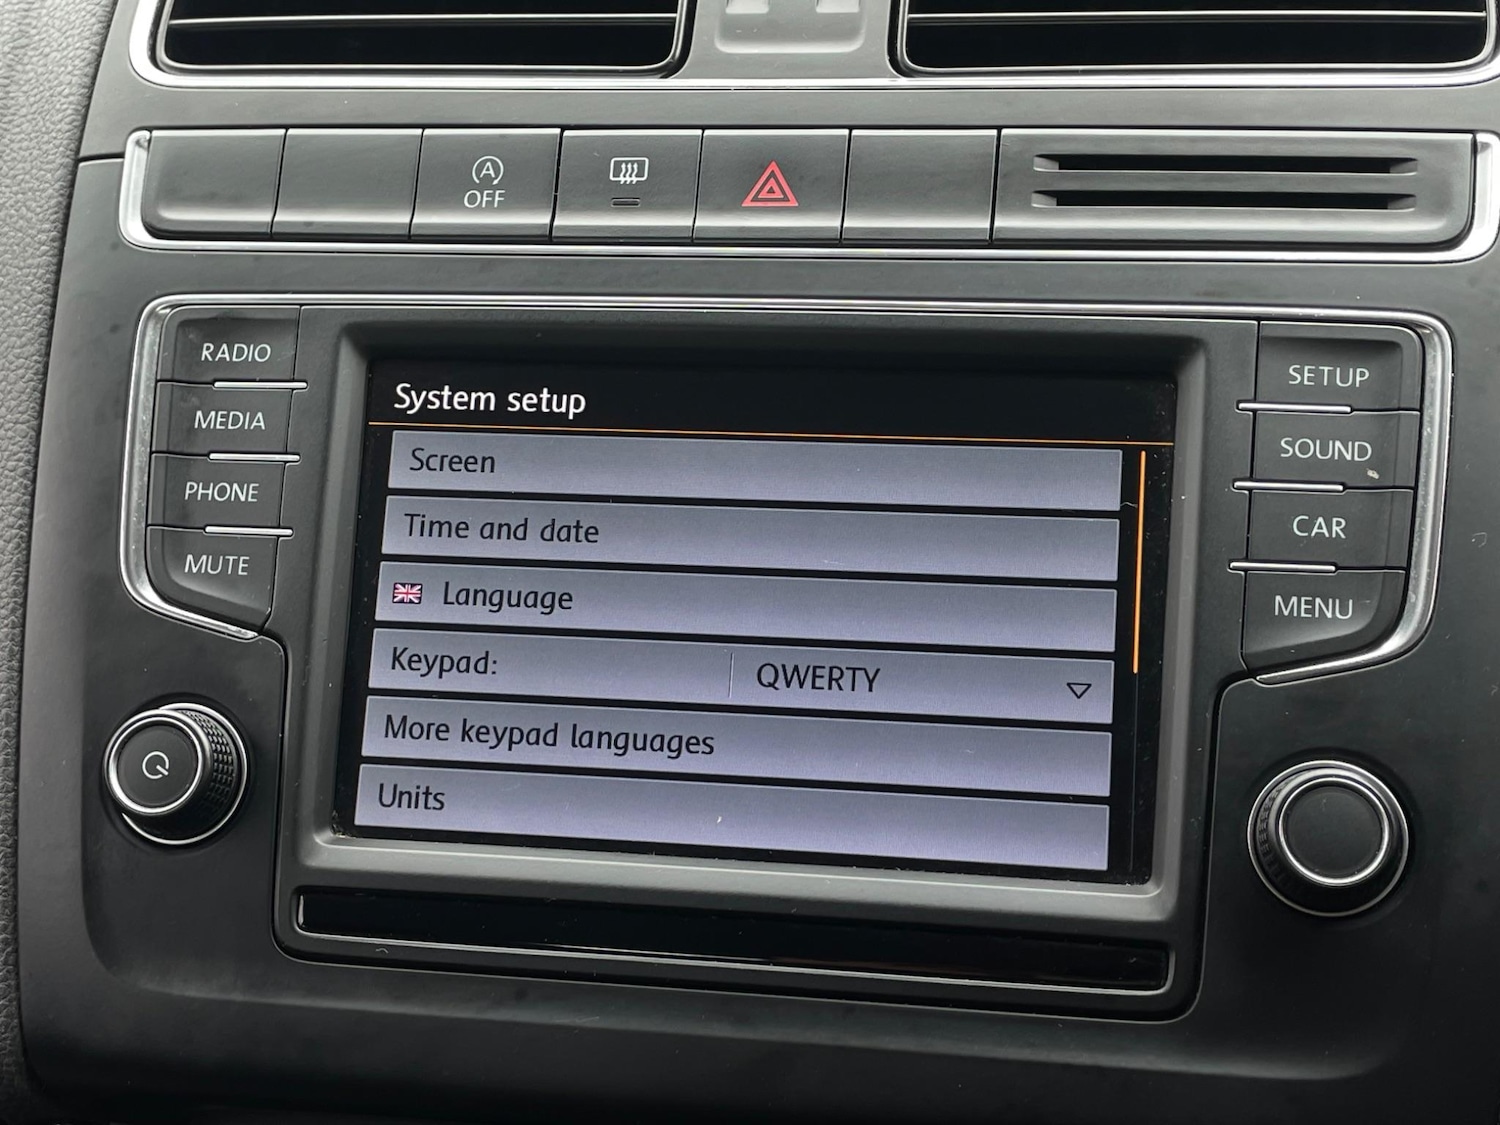 A
OFF
RADIO
MEDIA
PHONE
MUTE
System setup
Screen
Time and date
Language
Keypad: QWERTY
More keypad languages
Units
SETUP
SOUND
CAR
MENU